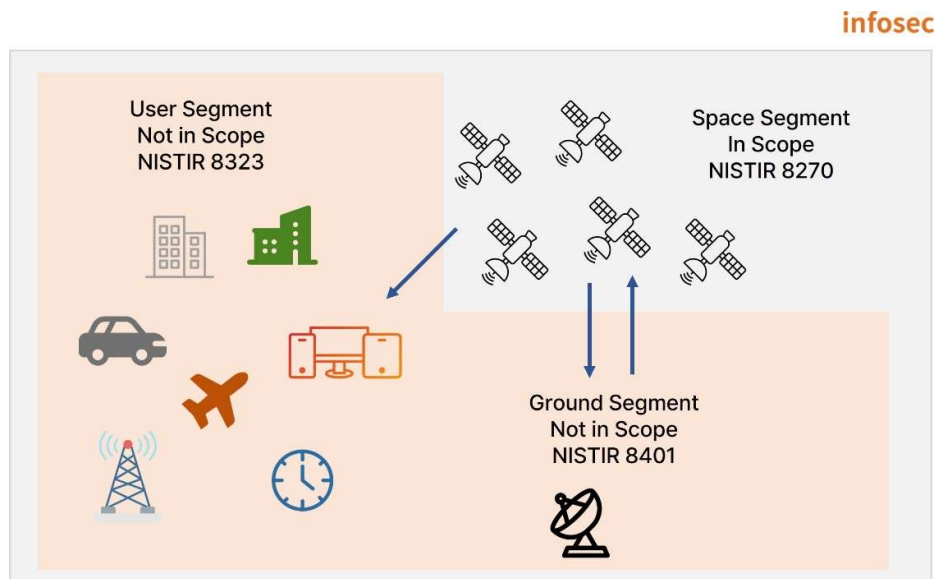 infosec
User Segment
Not in Scope
NISTIR 8323
Space Segment
In Scope
NISTIR 8270
Ground Segment
Not in Scope
NISTIR 8401